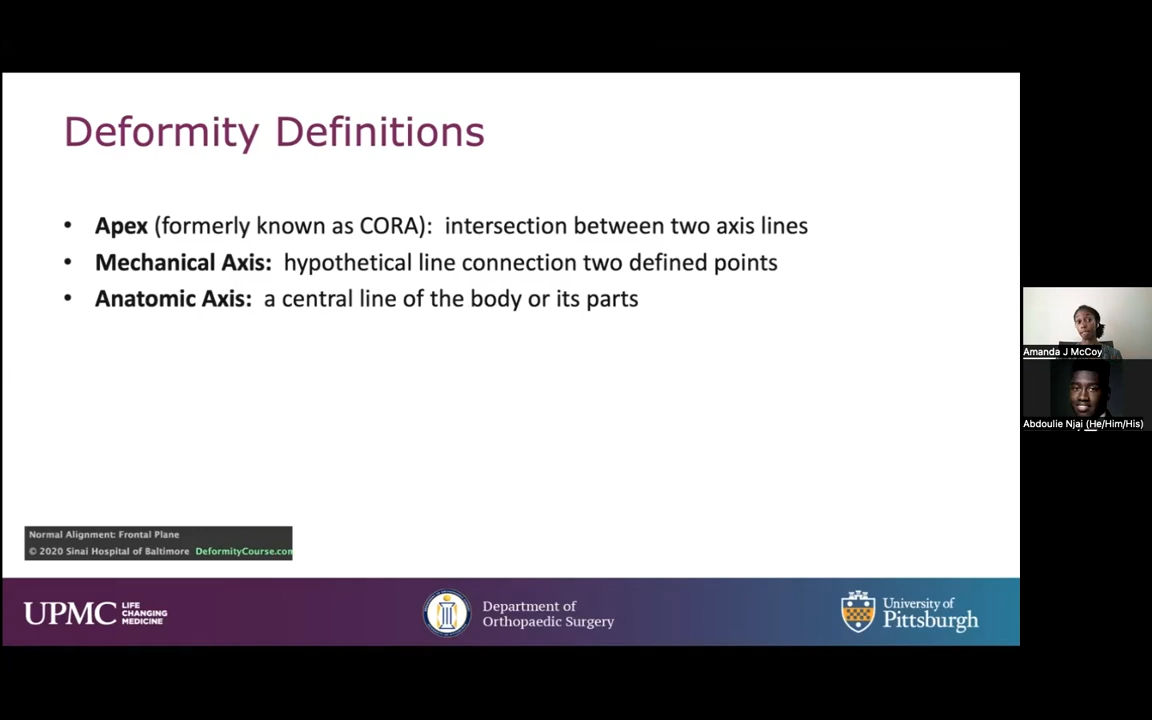 Deformity Definitions
• Apex (formerly known as CORA): intersection between two axis lines
• Mechanical Axis: hypothetical line connection two defined points
• Anatomic Axis: a central line of the body or its parts
Normal Alignment: Frontal Plane
© 2020 Sinai Hospital of Baltimore DeformityCourse.com
UPMC LIFE CHANGING MEDICINE
Department of
Orthopaedic Surgery
University of
Pittsburgh
Amanda J McCoy
Abdoulie Njai (He/Him/His)